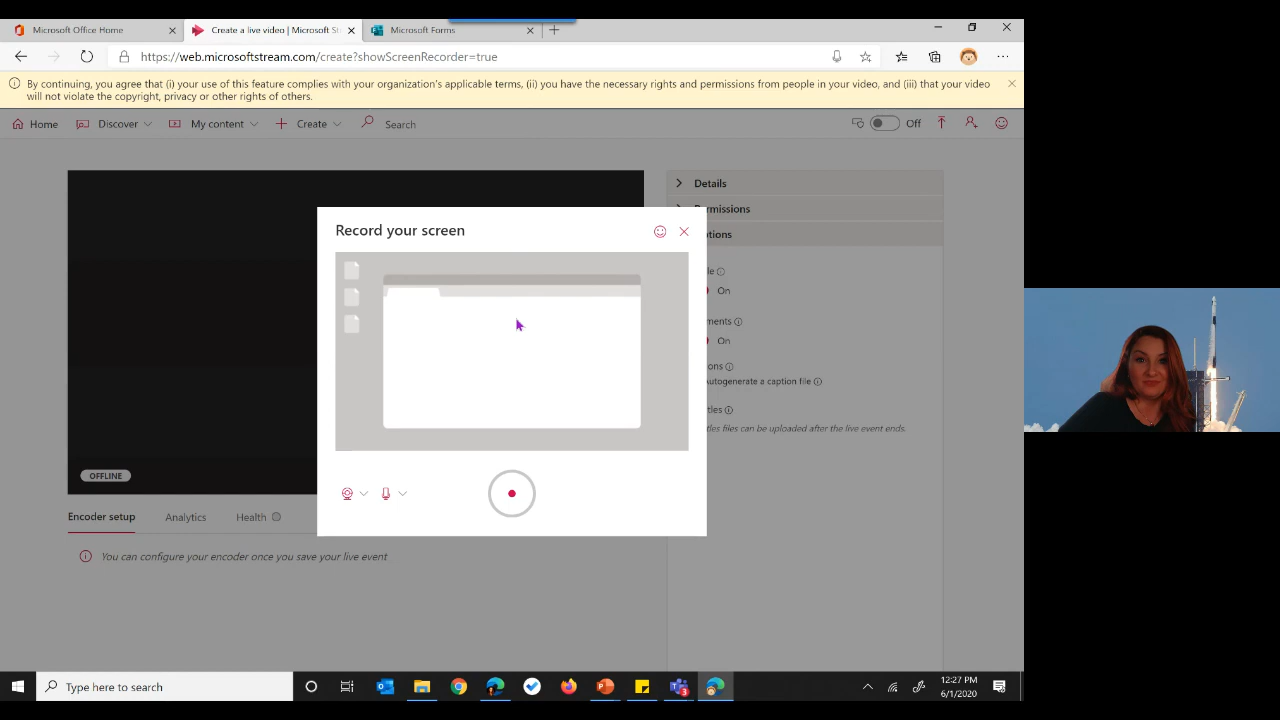 Microsoft Office Home
Create a live video | Microsoft St
Microsoft Forms
https://web.microsoftstream.com/create?showScreenRecorder=true
By continuing, you agree that (i) your use of this feature complies with your organization's applicable terms, (ii) you have the necessary rights and permissions from people in your video, and (iii) that your video
will not violate the copyright, privacy or other rights of others.
Home Discover My content Create Search Off
Details
Permissions
Record your screen
ptions
le
On
ments
On
ons
Autogenerate a caption file
tles
tles files can be uploaded after the live event ends.
OFFLINE
Encoder setup Analytics Health
You can configure your encoder once you save your live event.
Type here to search
3
12:27 PM
6/1/2020